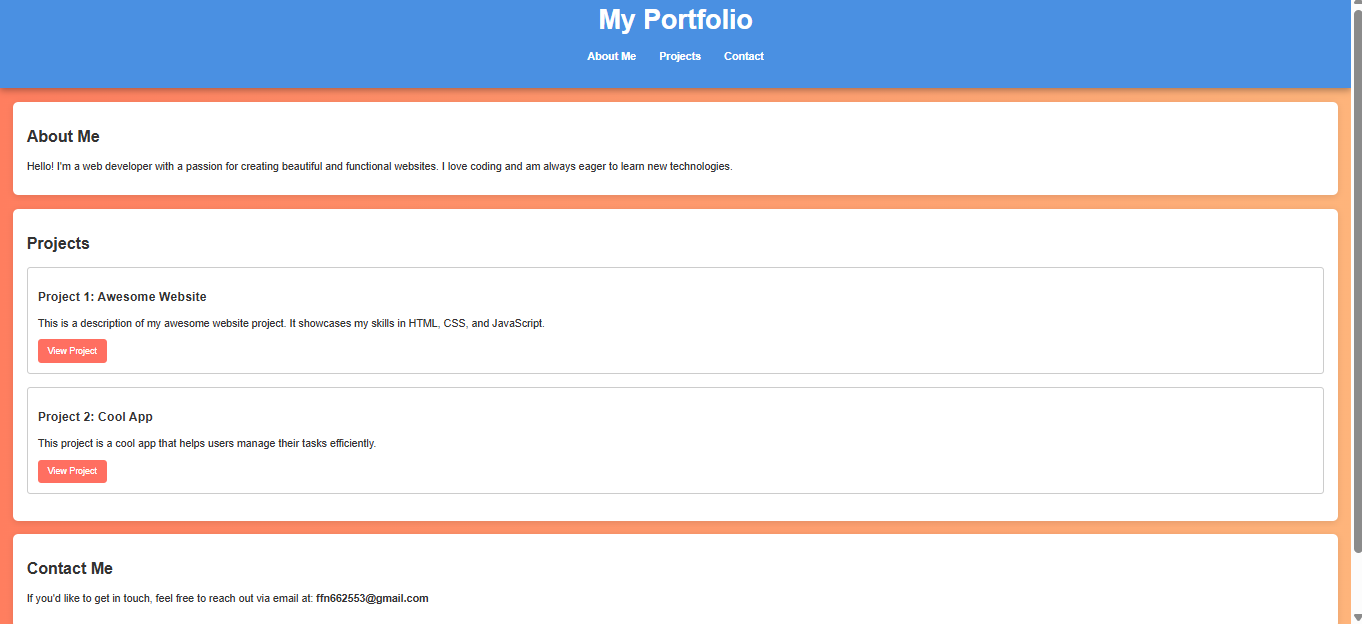 My Portfolio
About Me Projects Contact
About Me
Hello! I'm a web developer with a passion for creating beautiful and functional websites. I love coding and am always eager to learn new technologies.
Projects
Project 1: Awesome Website
This is a description of my awesome website project. It showcases my skills in HTML, CSS, and JavaScript.
View Project
Project 2: Cool App
This project is a cool app that helps users manage their tasks efficiently.
View Project
Contact Me
If you'd like to get in touch, feel free to reach out via email at: ffn662553@gmail.com